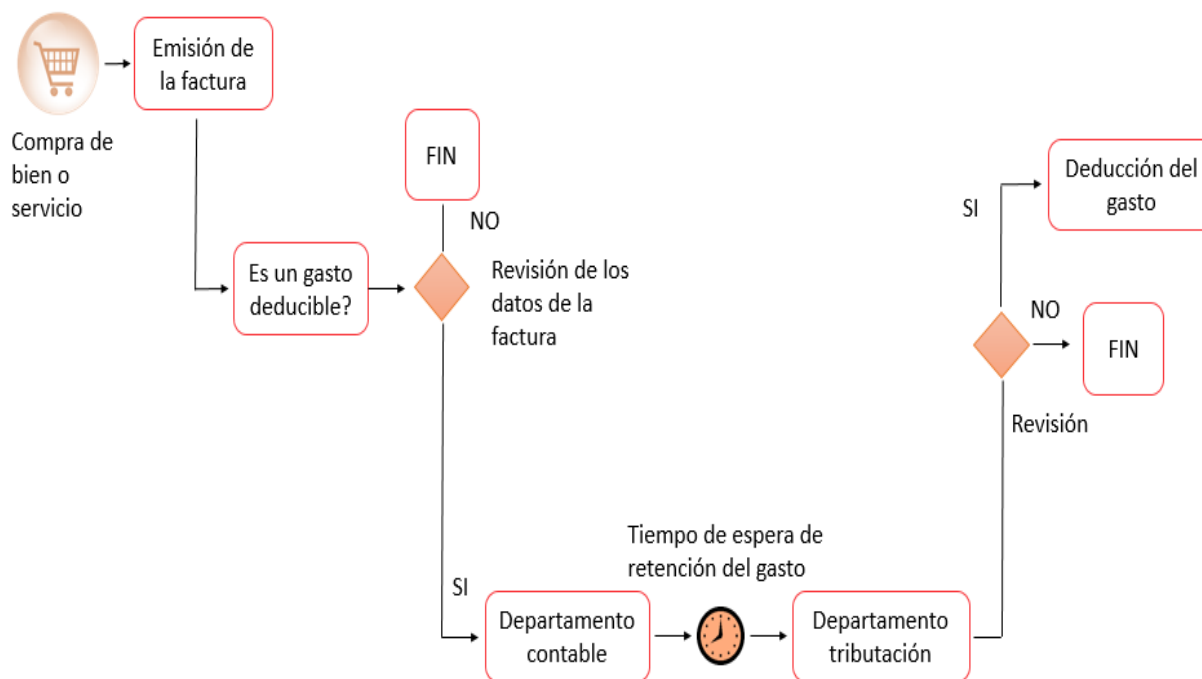 Compra de
bien o
servicio
Emisión de
la factura
Es un gasto
deducible?
FIN
NO
Revisión de los
datos de la
factura
SI
Departamento
contable
Tiempo de espera de
retención del gasto
Departamento
tributación
Revisión
NO
FIN
SI
Deducción del
gasto